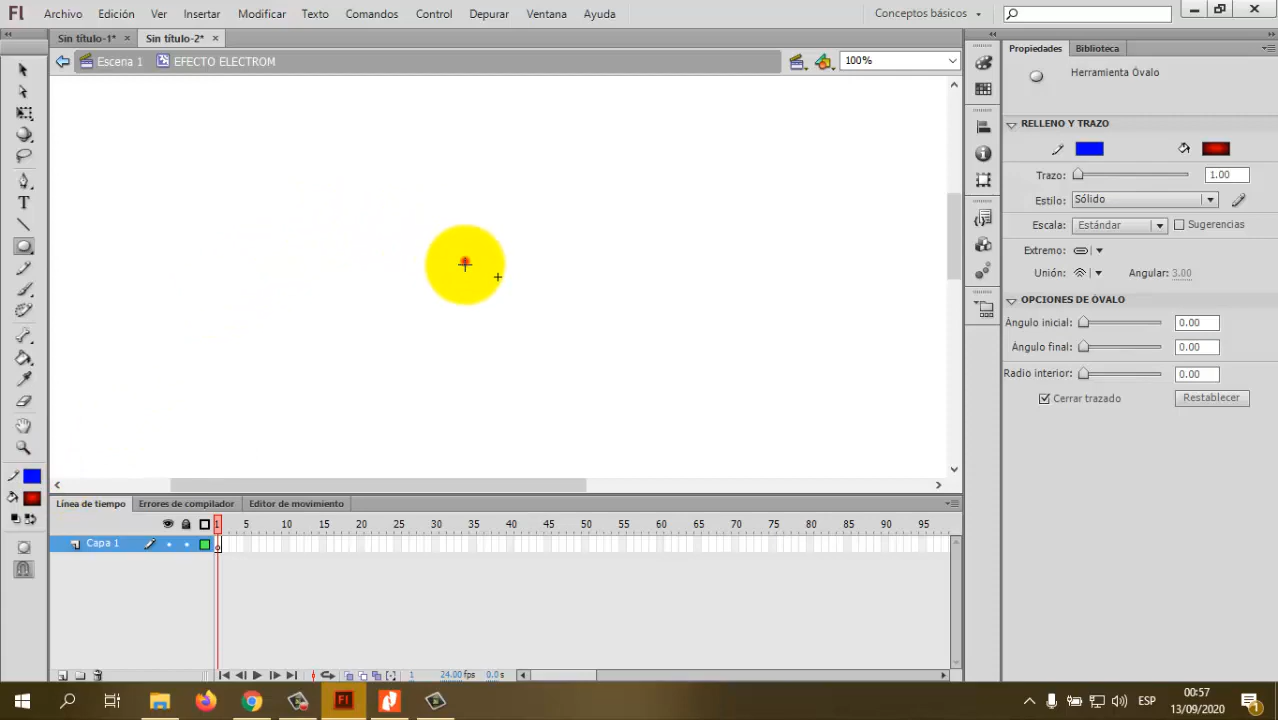 Fl Archivo Edición Ver Insertar Modificar Texto Comandos Control Depurar Ventana Ayuda Conceptos básicos
Sin título-1* × Sin título-2* ×
Escena 1 EFECTO ELECTROM 100%
Propiedades Biblioteca
Herramienta Óvalo
RELLENO Y TRAZO
Trazo: 1.00
Estilo: Sólido
Escala: Estándar Sugerencias
Extremo:
Unión: Angular: 3.00
OPCIONES DE ÓVALO
Ángulo inicial: 0.00
Ángulo final: 0.00
Radio interior: 0.00
Cerrar trazado Restablecer
Línea de tiempo Errores de compilador Editor de movimiento
1 5 10 15 20 25 30 35 40 45 50 55 60 65 70 75 80 85 90 95
Capa 1
1 24.00 fps 0.0 s
Fl ESP 00:57
13/09/2020 1